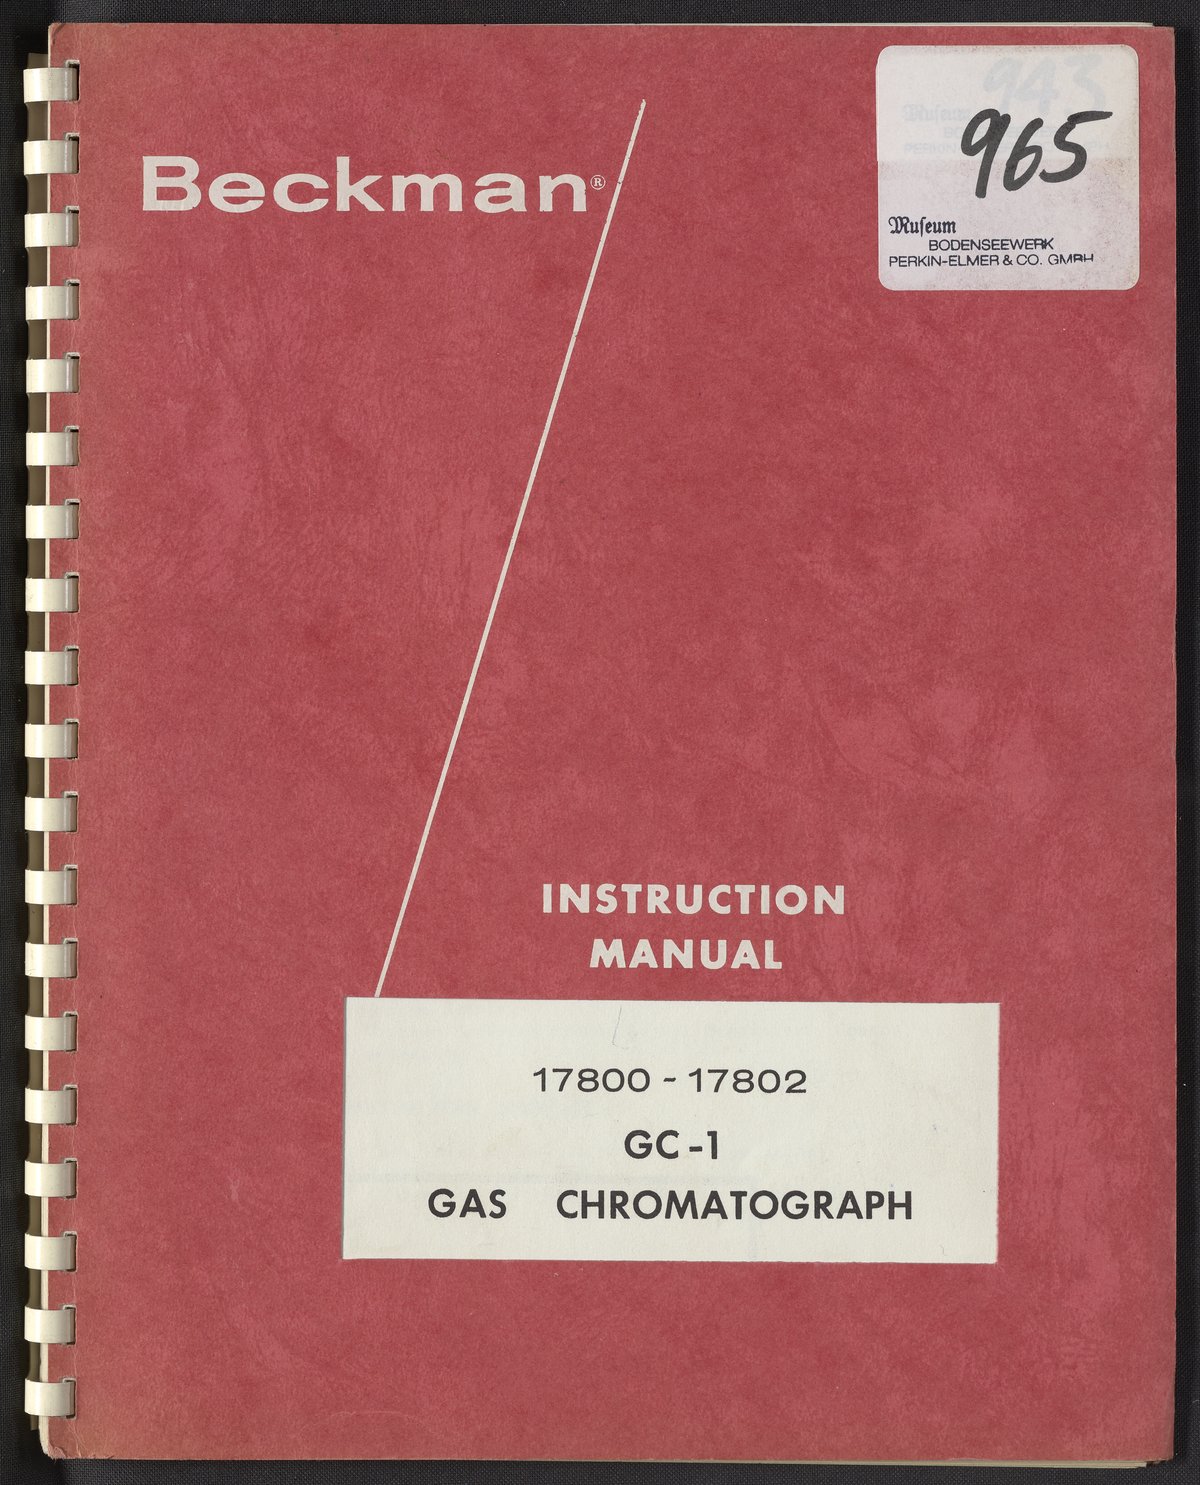 Beckman®
943
965
Muſeum
BODENSEEWERK
PERKIN-ELMER & CO. GMBH
INSTRUCTION
MANUAL
17800 - 17802
GC-1
GAS CHROMATOGRAPH